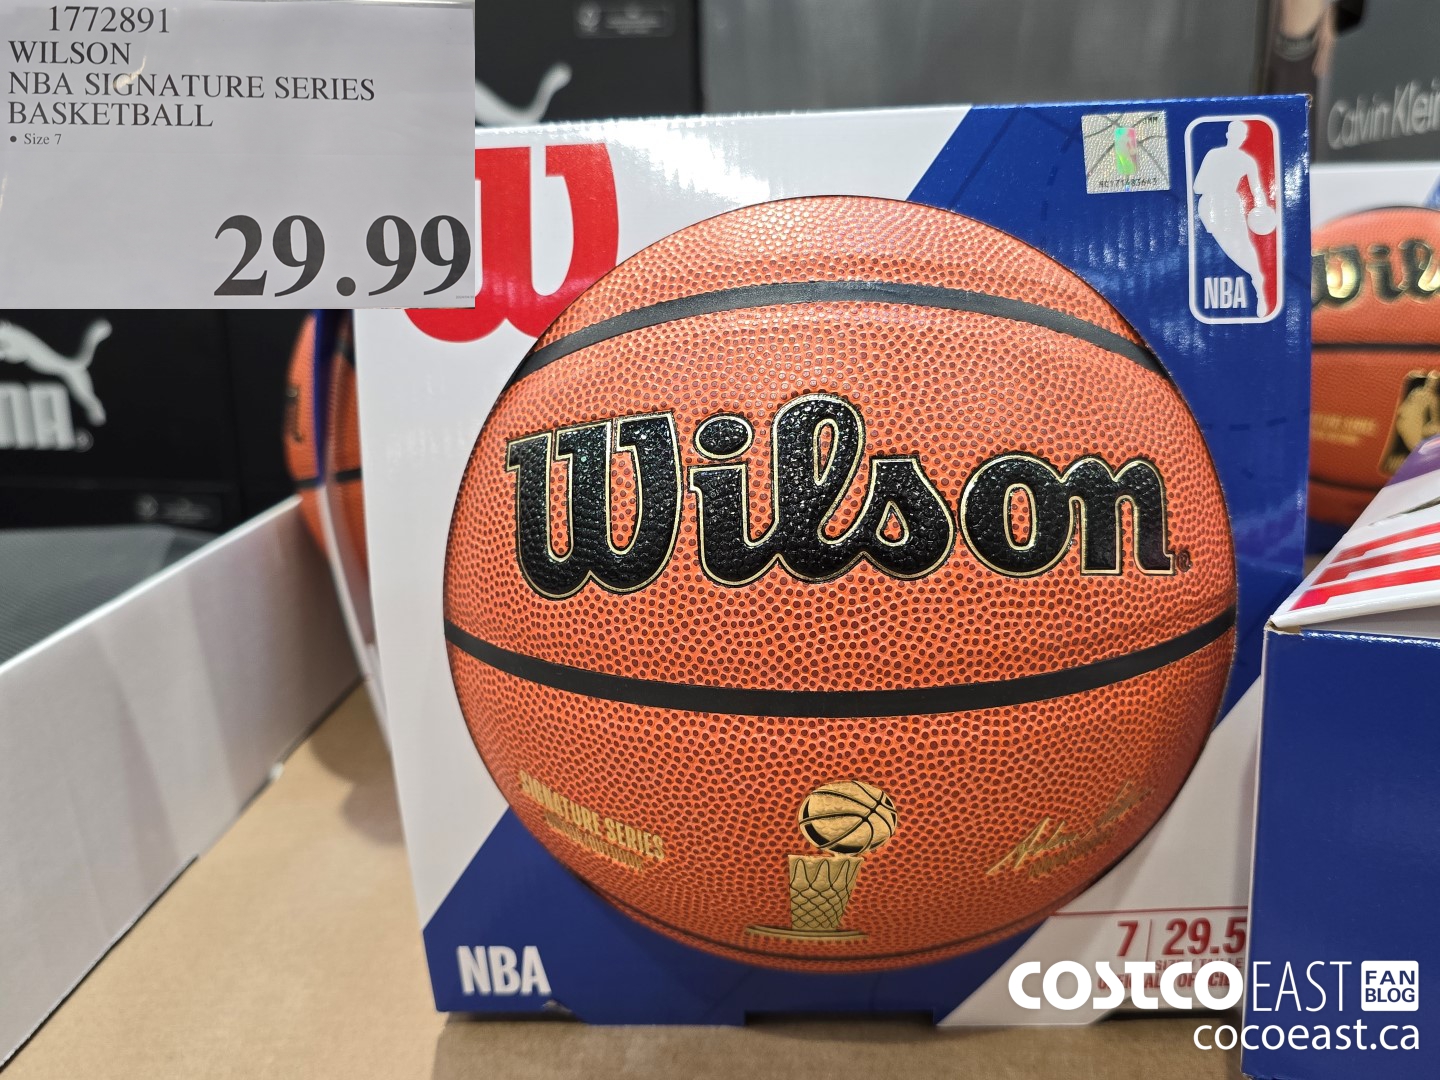 1772891
WILSON
NBA SIGNATURE SERIES
BASKETBALL
• Size 7
29.99
Calvin Klein
W
NBA
Wilson
Wil
SIGNATURE SERIES
NBA
7 | 29.5
COSTCO EAST FAN BLOG
cocoeast.ca